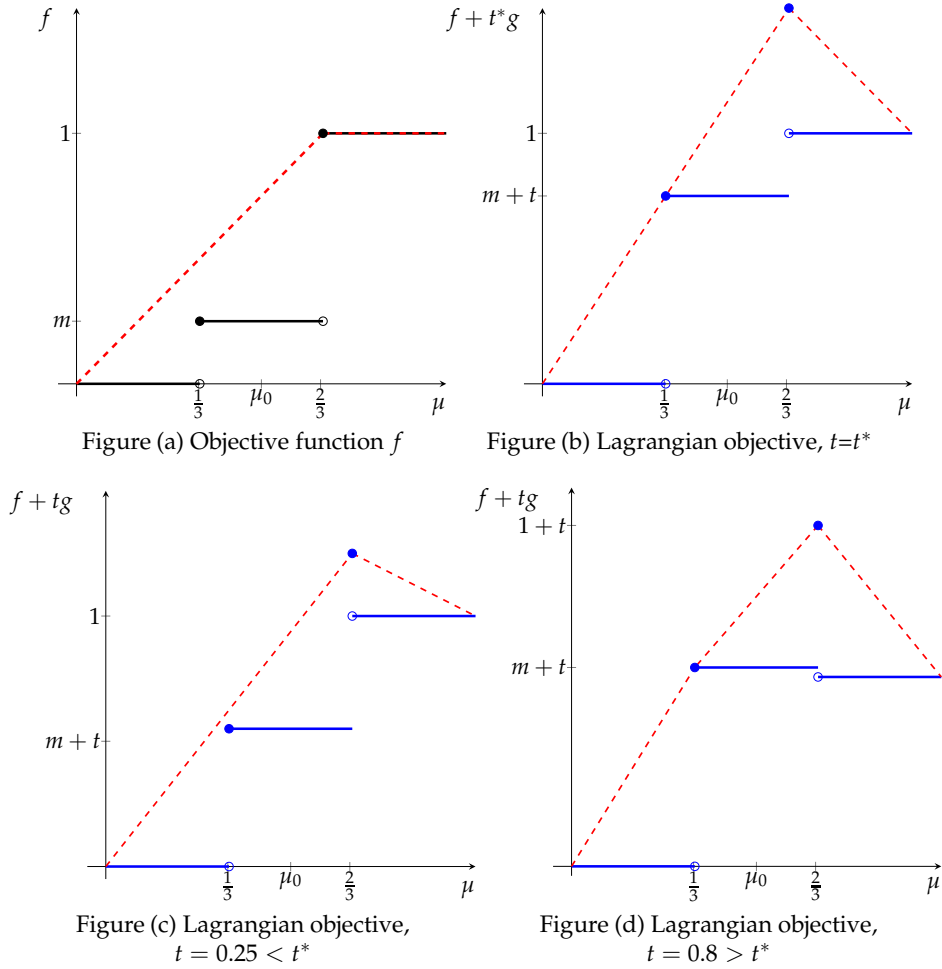 f
1
m
1/3
μ₀
2/3
μ
Figure (a) Objective function f
f + t*g
1
m + t
1/3
μ₀
2/3
μ
Figure (b) Lagrangian objective, t=t*
f + tg
1
m + t
1/3
μ₀
2/3
μ
Figure (c) Lagrangian objective,
t = 0.25 < t*
f + tg
1 + t
m + t
1/3
μ₀
2/3
μ
Figure (d) Lagrangian objective,
t = 0.8 > t*